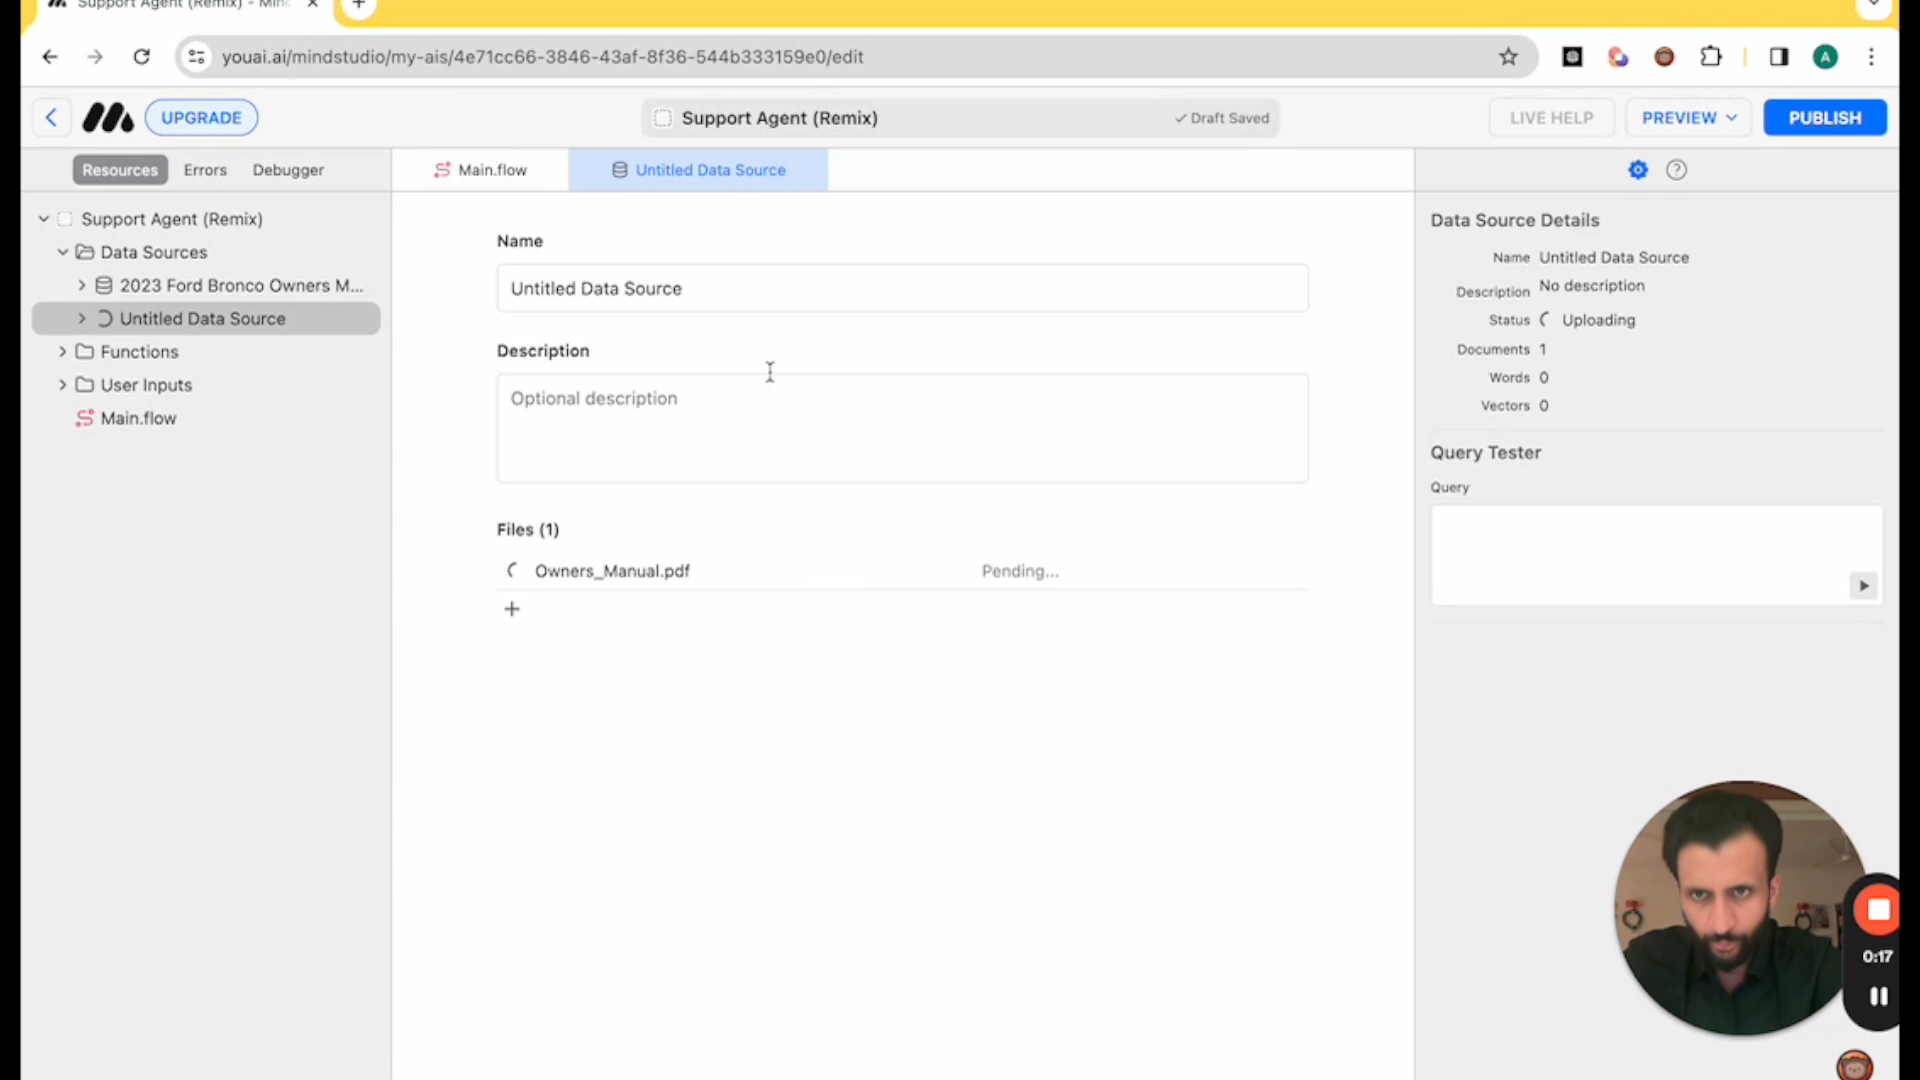 Support Agent (Remix) - Mind
youai.ai/mindstudio/my-ais/4e71cc66-3846-43af-8f36-544b333159e0/edit
A
UPGRADE
Support Agent (Remix)
Draft Saved
LIVE HELP
PREVIEW
PUBLISH
Resources
Errors
Debugger
Main.flow
Untitled Data Source
Support Agent (Remix)
Data Sources
2023 Ford Bronco Owners M...
Untitled Data Source
Functions
User Inputs
Main.flow
Name
Untitled Data Source
Description
Optional description
Files (1)
Owners_Manual.pdf
Pending...
+
Data Source Details
Name Untitled Data Source
Description No description
Status Uploading
Documents 1
Words 0
Vectors 0
Query Tester
Query
0:17